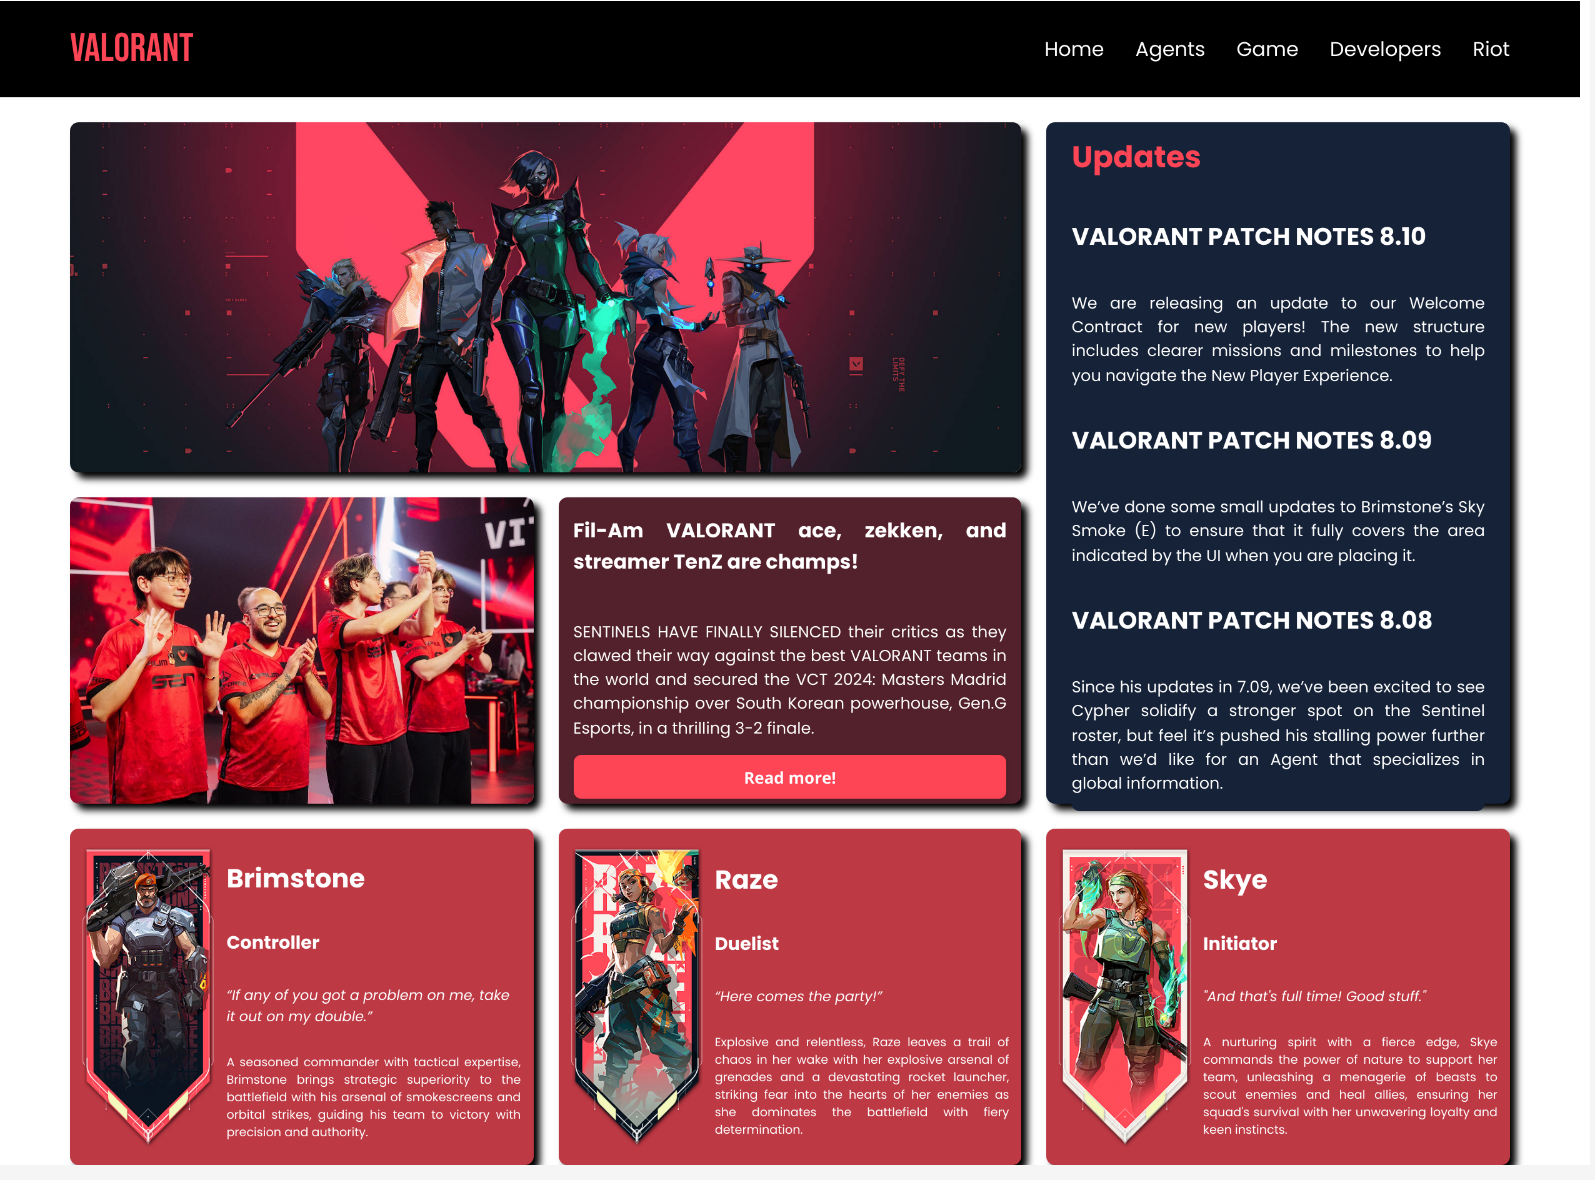 VALORANT
Home Agents Game Developers Riot
DEFY THE
LIMITS
Updates
VALORANT PATCH NOTES 8.10
We are releasing an update to our Welcome
Contract for new players! The new structure
includes clearer missions and milestones to help
you navigate the New Player Experience.
VALORANT PATCH NOTES 8.09
We’ve done some small updates to Brimstone’s Sky
Smoke (E) to ensure that it fully covers the area
indicated by the UI when you are placing it.
VALORANT PATCH NOTES 8.08
Since his updates in 7.09, we’ve been excited to see
Cypher solidify a stronger spot on the Sentinel
roster, but feel it’s pushed his stalling power further
than we’d like for an Agent that specializes in
global information.
VIT
SEN
Fil-Am VALORANT ace, zekken, and
streamer TenZ are champs!
SENTINELS HAVE FINALLY SILENCED their critics as they
clawed their way against the best VALORANT teams in
the world and secured the VCT 2024: Masters Madrid
championship over South Korean powerhouse, Gen.G
Esports, in a thrilling 3-2 finale.
Read more!
Brimstone
Controller
“If any of you got a problem on me, take
it out on my double.”
A seasoned commander with tactical expertise,
Brimstone brings strategic superiority to the
battlefield with his arsenal of smokescreens and
orbital strikes, guiding his team to victory with
precision and authority.
Raze
Duelist
“Here comes the party!”
Explosive and relentless, Raze leaves a trail of
chaos in her wake with her explosive arsenal of
grenades and a devastating rocket launcher,
striking fear into the hearts of her enemies as
she dominates the battlefield with fiery
determination.
Skye
Initiator
"And that's full time! Good stuff."
A nurturing spirit with a fierce edge, Skye
commands the power of nature to support her
team, unleashing a menagerie of beasts to
scout enemies and heal allies, ensuring her
squad's survival with her unwavering loyalty and
keen instincts.